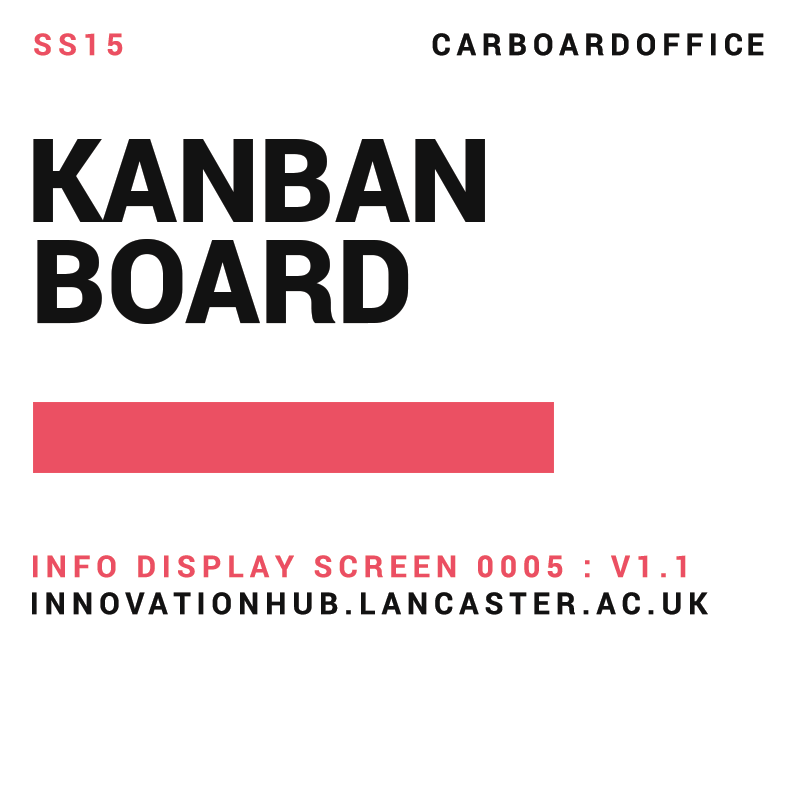 SS15
CARBOARDOFFICE
KANBAN
BOARD
INFO DISPLAY SCREEN 0005 : V1.1
INNOVATIONHUB.LANCASTER.AC.UK